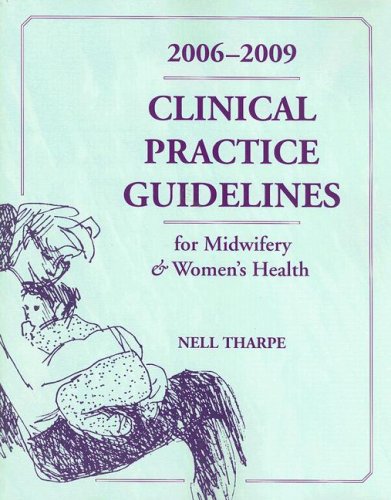 2006–2009
CLINICAL
PRACTICE
GUIDELINES
for Midwifery
& Women's Health
NELL THARPE